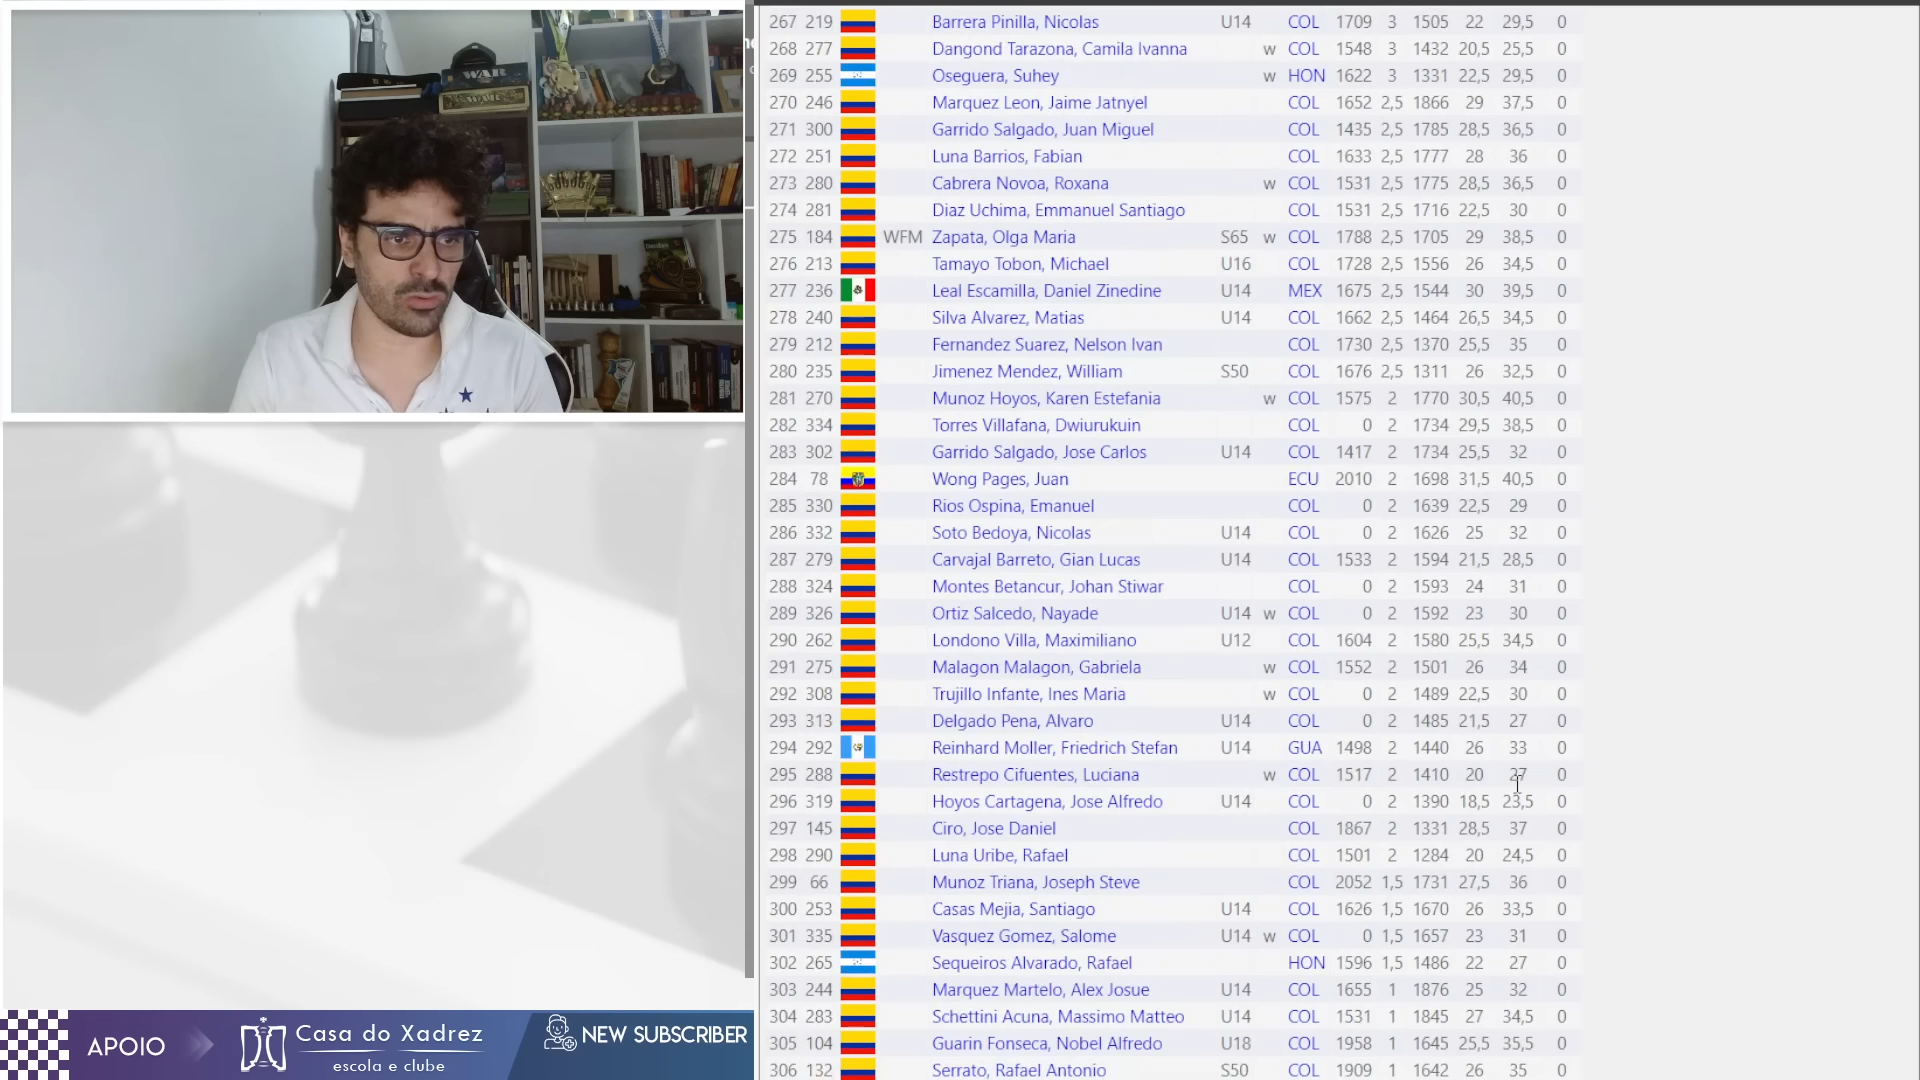 WAR
267 219 Barrera Pinilla, Nicolas U14 COL 1709 3 1505 22 29,5 0
268 277 Dangond Tarazona, Camila Ivanna w COL 1548 3 1432 20,5 25,5 0
269 255 Oseguera, Suhey w HON 1622 3 1331 22,5 29,5 0
270 246 Marquez Leon, Jaime Jatnyel COL 1652 2,5 1866 29 37,5 0
271 300 Garrido Salgado, Juan Miguel COL 1435 2,5 1785 28,5 36,5 0
272 251 Luna Barrios, Fabian COL 1633 2,5 1777 28 36 0
273 280 Cabrera Novoa, Roxana w COL 1531 2,5 1775 28,5 36,5 0
274 281 Diaz Uchima, Emmanuel Santiago COL 1531 2,5 1716 22,5 30 0
275 184 WFM Zapata, Olga Maria S65 w COL 1788 2,5 1705 29 38,5 0
276 213 Tamayo Tobon, Michael U16 COL 1728 2,5 1556 26 34,5 0
277 236 Leal Escamilla, Daniel Zinedine U14 MEX 1675 2,5 1544 30 39,5 0
278 240 Silva Alvarez, Matias U14 COL 1662 2,5 1464 26,5 34,5 0
279 212 Fernandez Suarez, Nelson Ivan COL 1730 2,5 1370 25,5 35 0
280 235 Jimenez Mendez, William S50 COL 1676 2,5 1311 26 32,5 0
281 270 Munoz Hoyos, Karen Estefania w COL 1575 2 1770 30,5 40,5 0
282 334 Torres Villafana, Dwiurukuin COL 0 2 1734 29,5 38,5 0
283 302 Garrido Salgado, Jose Carlos U14 COL 1417 2 1734 25,5 32 0
284 78 Wong Pages, Juan ECU 2010 2 1698 31,5 40,5 0
285 330 Rios Ospina, Emanuel COL 0 2 1639 22,5 29 0
286 332 Soto Bedoya, Nicolas U14 COL 0 2 1626 25 32 0
287 279 Carvajal Barreto, Gian Lucas U14 COL 1533 2 1594 21,5 28,5 0
288 324 Montes Betancur, Johan Stiwar COL 0 2 1593 24 31 0
289 326 Ortiz Salcedo, Nayade U14 w COL 0 2 1592 23 30 0
290 262 Londono Villa, Maximiliano U12 COL 1604 2 1580 25,5 34,5 0
291 275 Malagon Malagon, Gabriela w COL 1552 2 1501 26 34 0
292 308 Trujillo Infante, Ines Maria w COL 0 2 1489 22,5 30 0
293 313 Delgado Pena, Alvaro U14 COL 0 2 1485 21,5 27 0
294 292 Reinhard Moller, Friedrich Stefan U14 GUA 1498 2 1440 26 33 0
295 288 Restrepo Cifuentes, Luciana w COL 1517 2 1410 20 27 0
296 319 Hoyos Cartagena, Jose Alfredo U14 COL 0 2 1390 18,5 23,5 0
297 145 Ciro, Jose Daniel COL 1867 2 1331 28,5 37 0
298 290 Luna Uribe, Rafael COL 1501 2 1284 20 24,5 0
299 66 Munoz Triana, Joseph Steve COL 2052 1,5 1731 27,5 36 0
300 253 Casas Mejia, Santiago U14 COL 1626 1,5 1670 26 33,5 0
301 335 Vasquez Gomez, Salome U14 w COL 0 1,5 1657 23 31 0
302 265 Sequeiros Alvarado, Rafael HON 1596 1,5 1486 22 27 0
303 244 Marquez Martelo, Alex Josue U14 COL 1655 1 1876 25 32 0
304 283 Schettini Acuna, Massimo Matteo U14 COL 1531 1 1845 27 34,5 0
305 104 Guarin Fonseca, Nobel Alfredo U18 COL 1958 1 1645 25,5 35,5 0
306 132 Serrato, Rafael Antonio S50 COL 1909 1 1642 26 35 0
APOIO
Casa do Xadrez
escola e clube
NEW SUBSCRIBER